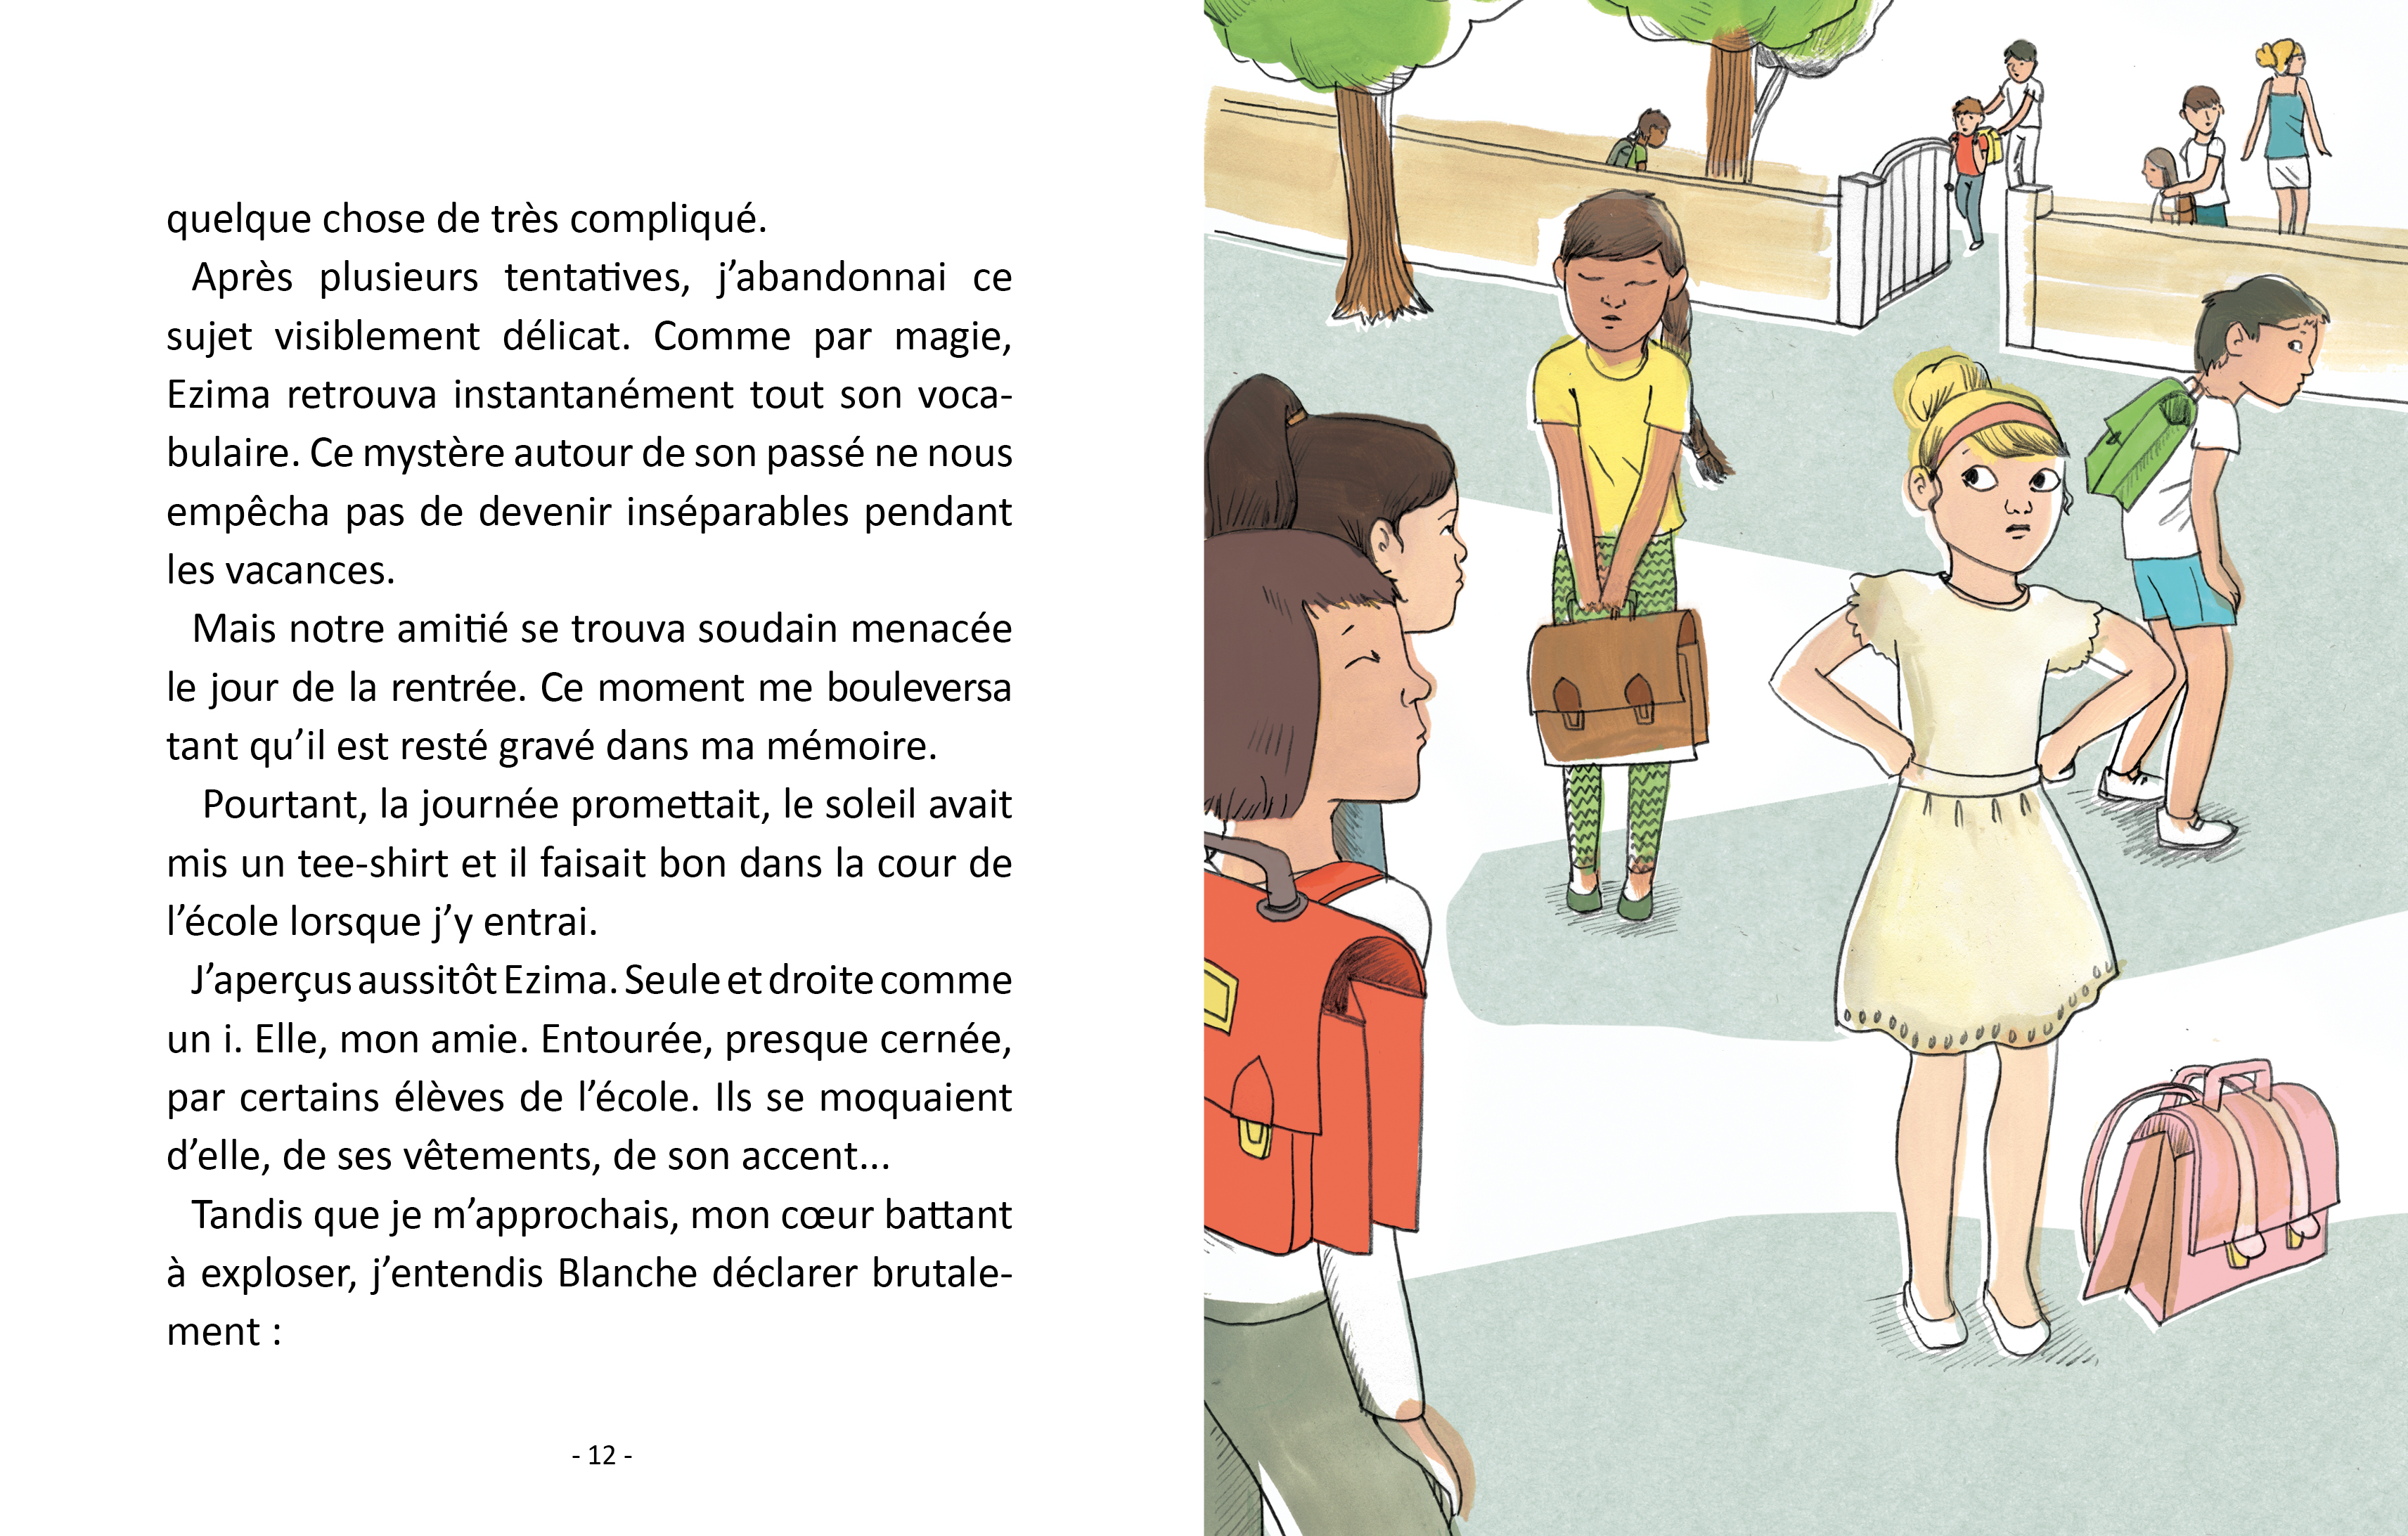 quelque chose de très compliqué.
Après plusieurs tentatives, j’abandonnai ce
sujet visiblement délicat. Comme par magie,
Ezima retrouva instantanément tout son voca-
bulaire. Ce mystère autour de son passé ne nous
empêcha pas de devenir inséparables pendant
les vacances.
Mais notre amitié se trouva soudain menacée
le jour de la rentrée. Ce moment me bouleversa
tant qu’il est resté gravé dans ma mémoire.
Pourtant, la journée promettait, le soleil avait
mis un tee-shirt et il faisait bon dans la cour de
l’école lorsque j’y entrai.
J’aperçus aussitôt Ezima. Seule et droite comme
un i. Elle, mon amie. Entourée, presque cernée,
par certains élèves de l’école. Ils se moquaient
d’elle, de ses vêtements, de son accent...
Tandis que je m’approchais, mon cœur battant
à exploser, j’entendis Blanche déclarer brutale-
ment :
- 12 -